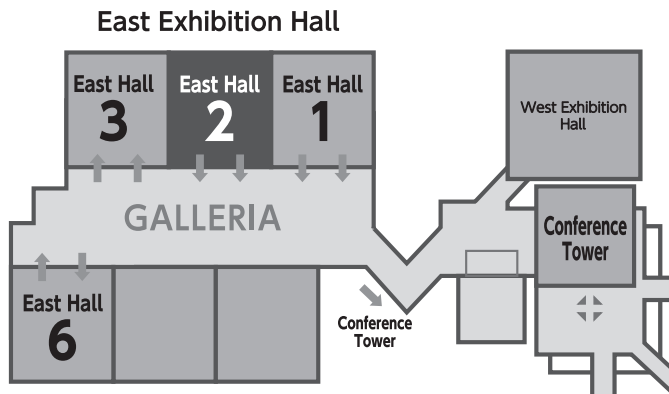 East Exhibition Hall
East Hall
3
East Hall
2
East Hall
1
West Exhibition
Hall
GALLERIA
Conference
Tower
East Hall
6
Conference
Tower